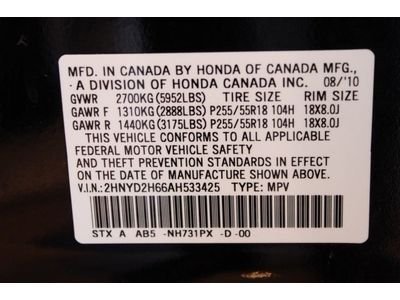 MFD. IN CANADA BY HONDA OF CANADA MFG.,
A DIVISION OF HONDA CANADA INC. 08/'10
GVWR 2700KG(5952LBS) TIRE SIZE RIM SIZE
GAWR F 1310KG(2888LBS) P255/55R18 104H 18X8.0J
GAWR R 1440KG(3175LBS) P255/55R18 104H 18X8.0J
THIS VEHICLE CONFORMS TO ALL APPLICABLE
FEDERAL MOTOR VEHICLE SAFETY
AND THEFT PREVENTION STANDARDS IN EFFECT
ON THE DATE OF MANUFACTURE
SHOWN ABOVE.
V.I.N: 2HNYD2H66AH533425 TYPE: MPV
STX A AB5 -NH731PX -D -00